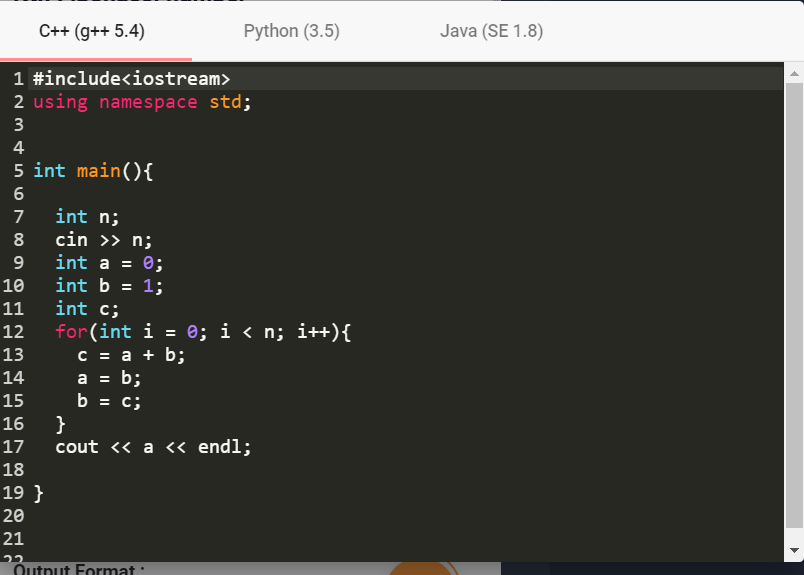 C++ (g++ 5.4) Python (3.5) Java (SE 1.8)
1 #include<iostream>
2 using namespace std;
3
4
5 int main(){
6
7 int n;
8 cin >> n;
9 int a = 0;
10 int b = 1;
11 int c;
12 for(int i = 0; i < n; i++){
13 c = a + b;
14 a = b;
15 b = c;
16 }
17 cout << a << endl;
18
19 }
20
21
22
Output Format :